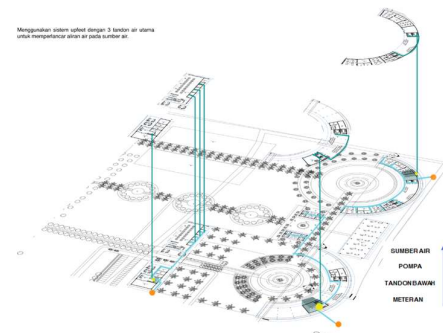 Menggunakan sistem upfeet dengan 3 tandon air utama
untuk memperlancar aliran air pada sumber air.
SUMBER AIR
POMPA
TANDON BAWAH
METERAN